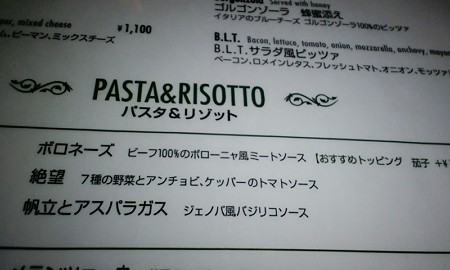 per, mixed cheese
ム、ピーマン、ミックスチーズ
¥1,100
Served with honey
ゴルゴンゾーラ 蜂蜜添え
イタリアのブルーチーズ ゴルゴンゾーラ100%のピッツァ
B.L.T. Bacon, lettuce, tomato, onion, mozzarella, anchovy, mayon
B.L.T.サラダ風ピッツァ
ベーコン、ロメインレタス、フレッシュトマト、オニオン、モッツァ
PASTA&RISOTTO
パスタ&リゾット
ボロネーズ ビーフ100%のボローニャ風ミートソース 【おすすめトッピング 茄子 +¥
絶望 7種の野菜とアンチョビ、ケッパーのトマトソース
帆立とアスパラガス ジェノバ風バジリコソース